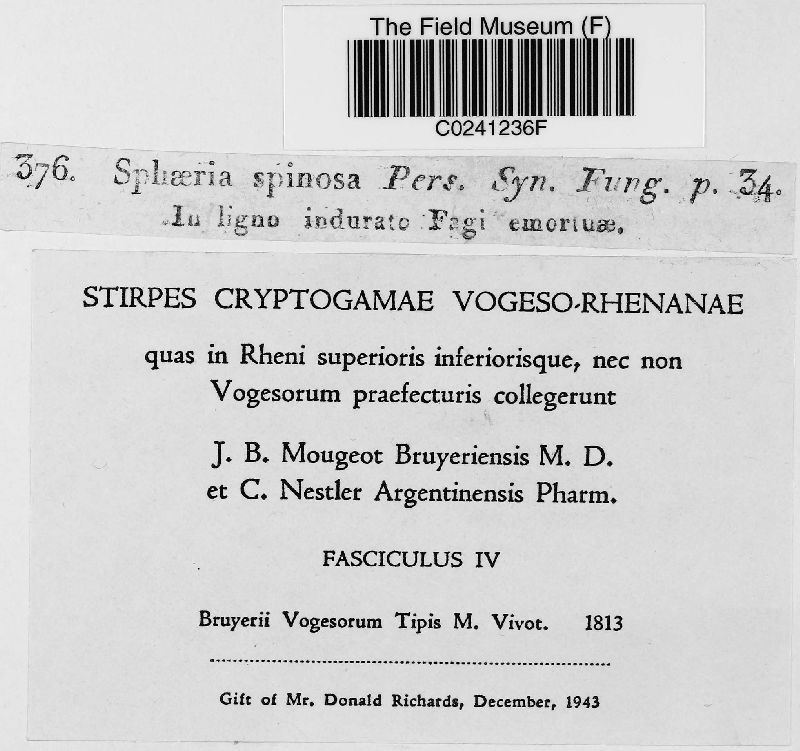 The Field Museum (F)
C0241236F
376. Sphæria spinosa Pers. Syn. Fung. p. 34.
In ligno indurato Fagi emortuæ.
STIRPES CRYPTOGAMAE VOGESO-RHENANAE
quas in Rheni superioris inferiorisque, nec non
Vogesorum praefecturis collegerunt
J. B. Mougeot Bruyeriensis M. D.
et C. Nestler Argentinensis Pharm.
FASCICULUS IV
Bruyerii Vogesorum Tipis M. Vivot. 1813
Gift of Mr. Donald Richards, December, 1943